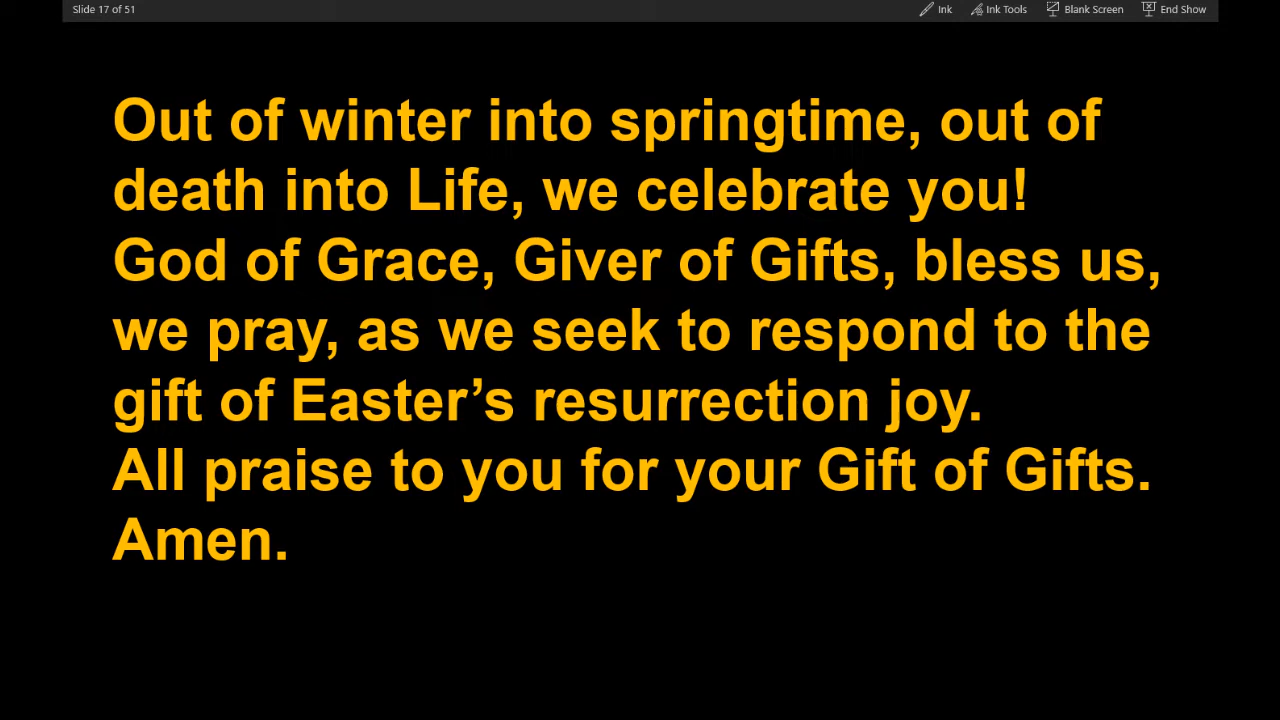 Slide 17 of 51
Ink
Ink Tools
Blank Screen
End Show
Out of winter into springtime, out of
death into Life, we celebrate you!
God of Grace, Giver of Gifts, bless us,
we pray, as we seek to respond to the
gift of Easter’s resurrection joy.
All praise to you for your Gift of Gifts.
Amen.